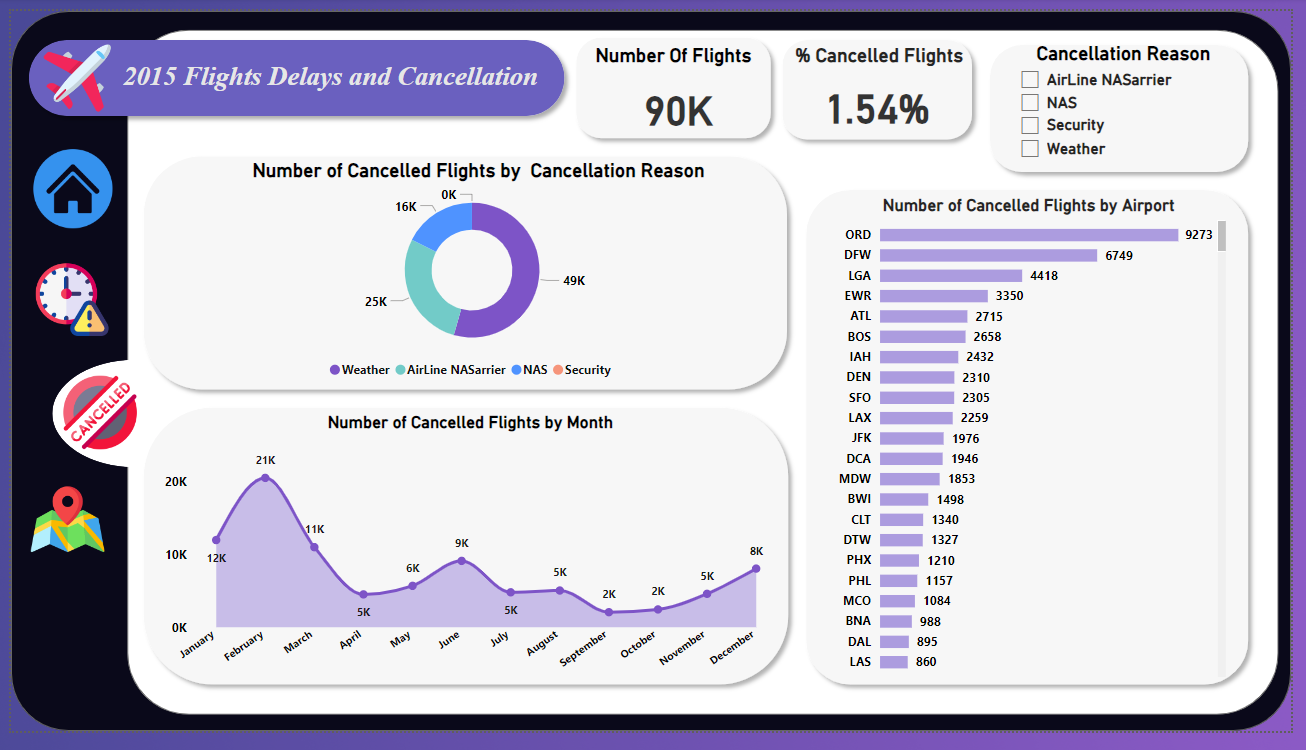 2015 Flights Delays and Cancellation
Number Of Flights
90K
% Cancelled Flights
1.54%
Cancellation Reason
AirLine NASarrier
NAS
Security
Weather
CANCELLED
Number of Cancelled Flights by Cancellation Reason
0K
16K
49K
25K
Weather AirLine NASarrier NAS Security
Number of Cancelled Flights by Month
20K
10K
0K
12K
21K
11K
5K
6K
9K
5K
5K
2K
2K
5K
8K
January
February
March
April
May
June
July
August
September
October
November
December
Number of Cancelled Flights by Airport
ORD 9273
DFW 6749
LGA 4418
EWR 3350
ATL 2715
BOS 2658
IAH 2432
DEN 2310
SFO 2305
LAX 2259
JFK 1976
DCA 1946
MDW 1853
BWI 1498
CLT 1340
DTW 1327
PHX 1210
PHL 1157
MCO 1084
BNA 988
DAL 895
LAS 860